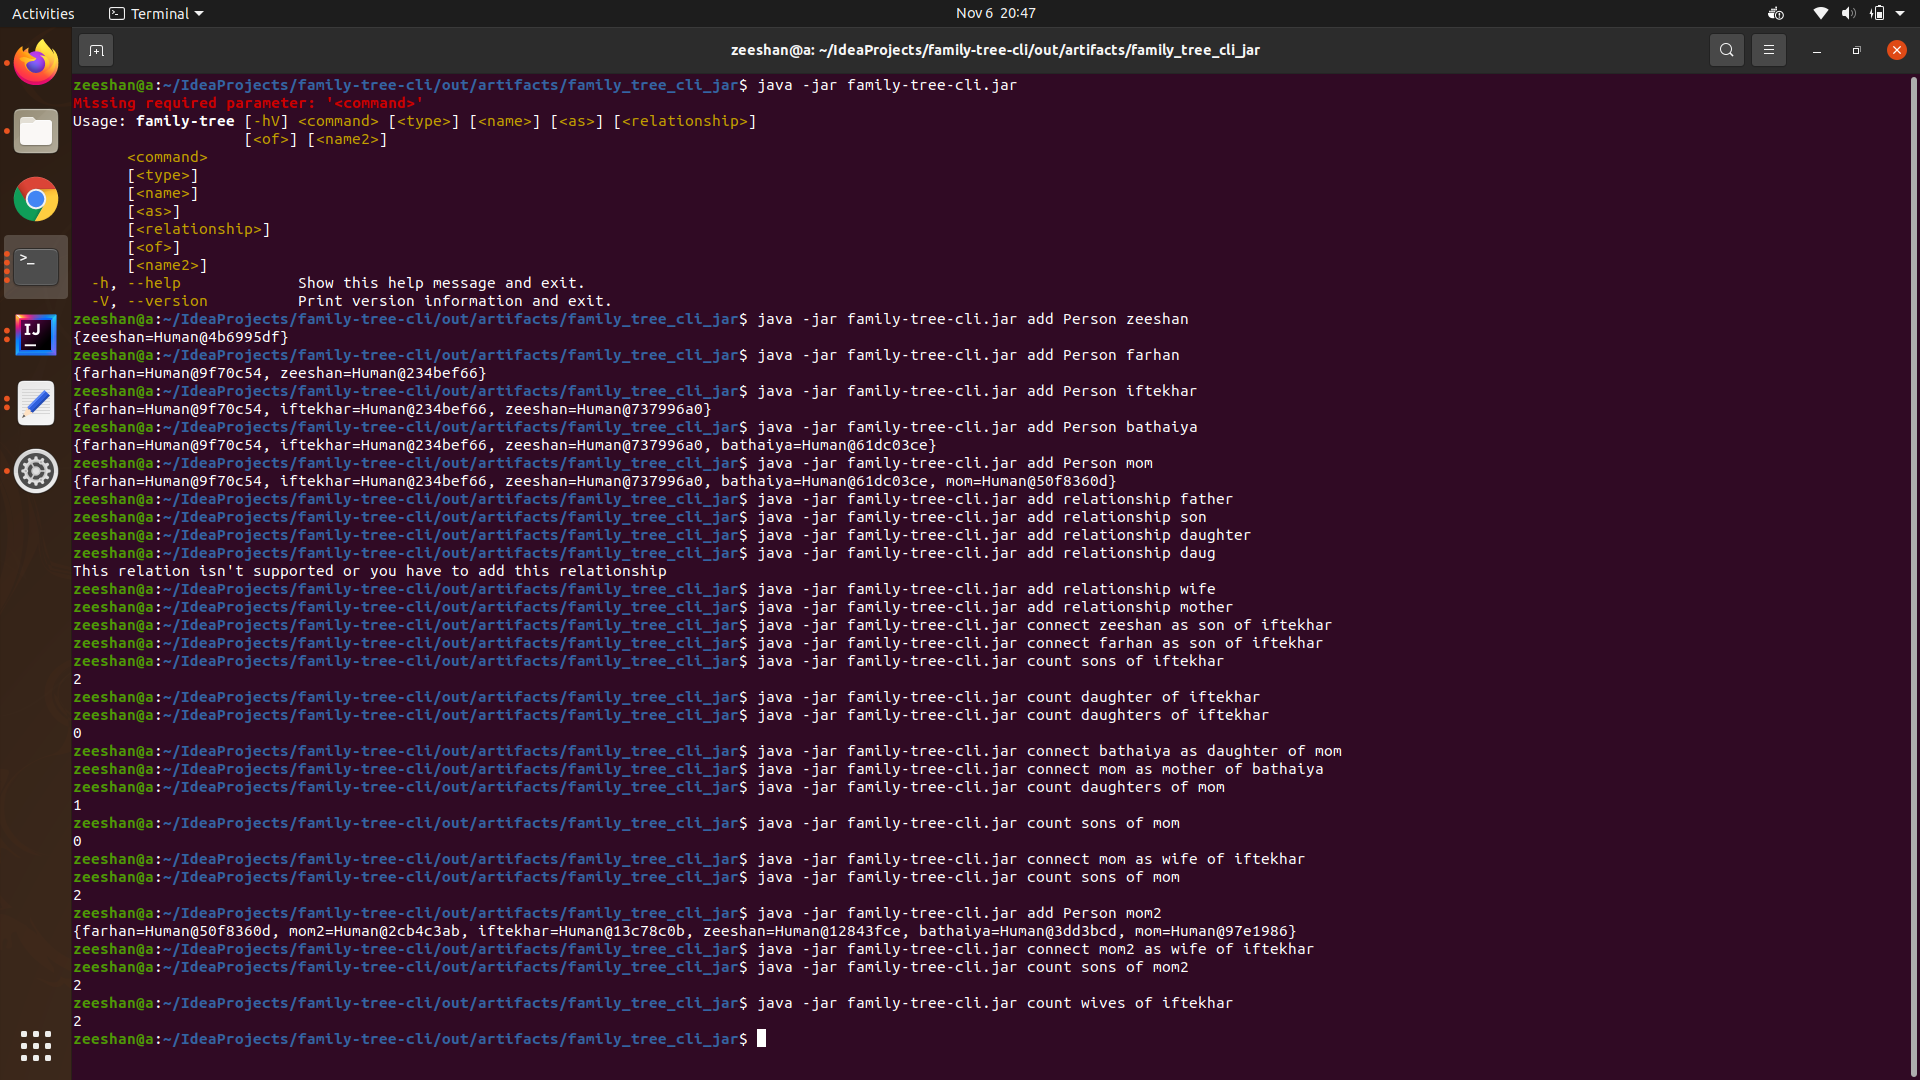 Activities
Terminal
Nov 6 20:47
zeeshan@a: ~/IdeaProjects/family-tree-cli/out/artifacts/family_tree_cli_jar
zeeshan@a:~/IdeaProjects/family-tree-cli/out/artifacts/family_tree_cli_jar$ java -jar family-tree-cli.jar
Missing required parameter: '<command>'
Usage: family-tree [-hV] <command> [<type>] [<name>] [<as>] [<relationship>]
[<of>] [<name2>]
<command>
[<type>]
[<name>]
[<as>]
[<relationship>]
[<of>]
[<name2>]
-h, --help Show this help message and exit.
-V, --version Print version information and exit.
zeeshan@a:~/IdeaProjects/family-tree-cli/out/artifacts/family_tree_cli_jar$ java -jar family-tree-cli.jar add Person zeeshan
{zeeshan=Human@4b6995df}
zeeshan@a:~/IdeaProjects/family-tree-cli/out/artifacts/family_tree_cli_jar$ java -jar family-tree-cli.jar add Person farhan
{farhan=Human@9f70c54, zeeshan=Human@234bef66}
zeeshan@a:~/IdeaProjects/family-tree-cli/out/artifacts/family_tree_cli_jar$ java -jar family-tree-cli.jar add Person iftekhar
{farhan=Human@9f70c54, iftekhar=Human@234bef66, zeeshan=Human@737996a0}
zeeshan@a:~/IdeaProjects/family-tree-cli/out/artifacts/family_tree_cli_jar$ java -jar family-tree-cli.jar add Person bathaiya
{farhan=Human@9f70c54, iftekhar=Human@234bef66, zeeshan=Human@737996a0, bathaiya=Human@61dc03ce}
zeeshan@a:~/IdeaProjects/family-tree-cli/out/artifacts/family_tree_cli_jar$ java -jar family-tree-cli.jar add Person mom
{farhan=Human@9f70c54, iftekhar=Human@234bef66, zeeshan=Human@737996a0, bathaiya=Human@61dc03ce, mom=Human@50f8360d}
zeeshan@a:~/IdeaProjects/family-tree-cli/out/artifacts/family_tree_cli_jar$ java -jar family-tree-cli.jar add relationship father
zeeshan@a:~/IdeaProjects/family-tree-cli/out/artifacts/family_tree_cli_jar$ java -jar family-tree-cli.jar add relationship son
zeeshan@a:~/IdeaProjects/family-tree-cli/out/artifacts/family_tree_cli_jar$ java -jar family-tree-cli.jar add relationship daughter
zeeshan@a:~/IdeaProjects/family-tree-cli/out/artifacts/family_tree_cli_jar$ java -jar family-tree-cli.jar add relationship daug
This relation isn't supported or you have to add this relationship
zeeshan@a:~/IdeaProjects/family-tree-cli/out/artifacts/family_tree_cli_jar$ java -jar family-tree-cli.jar add relationship wife
zeeshan@a:~/IdeaProjects/family-tree-cli/out/artifacts/family_tree_cli_jar$ java -jar family-tree-cli.jar add relationship mother
zeeshan@a:~/IdeaProjects/family-tree-cli/out/artifacts/family_tree_cli_jar$ java -jar family-tree-cli.jar connect zeeshan as son of iftekhar
zeeshan@a:~/IdeaProjects/family-tree-cli/out/artifacts/family_tree_cli_jar$ java -jar family-tree-cli.jar connect farhan as son of iftekhar
zeeshan@a:~/IdeaProjects/family-tree-cli/out/artifacts/family_tree_cli_jar$ java -jar family-tree-cli.jar count sons of iftekhar
2
zeeshan@a:~/IdeaProjects/family-tree-cli/out/artifacts/family_tree_cli_jar$ java -jar family-tree-cli.jar count daughter of iftekhar
zeeshan@a:~/IdeaProjects/family-tree-cli/out/artifacts/family_tree_cli_jar$ java -jar family-tree-cli.jar count daughters of iftekhar
0
zeeshan@a:~/IdeaProjects/family-tree-cli/out/artifacts/family_tree_cli_jar$ java -jar family-tree-cli.jar connect bathaiya as daughter of mom
zeeshan@a:~/IdeaProjects/family-tree-cli/out/artifacts/family_tree_cli_jar$ java -jar family-tree-cli.jar connect mom as mother of bathaiya
zeeshan@a:~/IdeaProjects/family-tree-cli/out/artifacts/family_tree_cli_jar$ java -jar family-tree-cli.jar count daughters of mom
1
zeeshan@a:~/IdeaProjects/family-tree-cli/out/artifacts/family_tree_cli_jar$ java -jar family-tree-cli.jar count sons of mom
0
zeeshan@a:~/IdeaProjects/family-tree-cli/out/artifacts/family_tree_cli_jar$ java -jar family-tree-cli.jar connect mom as wife of iftekhar
zeeshan@a:~/IdeaProjects/family-tree-cli/out/artifacts/family_tree_cli_jar$ java -jar family-tree-cli.jar count sons of mom
2
zeeshan@a:~/IdeaProjects/family-tree-cli/out/artifacts/family_tree_cli_jar$ java -jar family-tree-cli.jar add Person mom2
{farhan=Human@50f8360d, mom2=Human@2cb4c3ab, iftekhar=Human@13c78c0b, zeeshan=Human@12843fce, bathaiya=Human@3dd3bcd, mom=Human@97e1986}
zeeshan@a:~/IdeaProjects/family-tree-cli/out/artifacts/family_tree_cli_jar$ java -jar family-tree-cli.jar connect mom2 as wife of iftekhar
zeeshan@a:~/IdeaProjects/family-tree-cli/out/artifacts/family_tree_cli_jar$ java -jar family-tree-cli.jar count sons of mom2
2
zeeshan@a:~/IdeaProjects/family-tree-cli/out/artifacts/family_tree_cli_jar$ java -jar family-tree-cli.jar count wives of iftekhar
2
zeeshan@a:~/IdeaProjects/family-tree-cli/out/artifacts/family_tree_cli_jar$